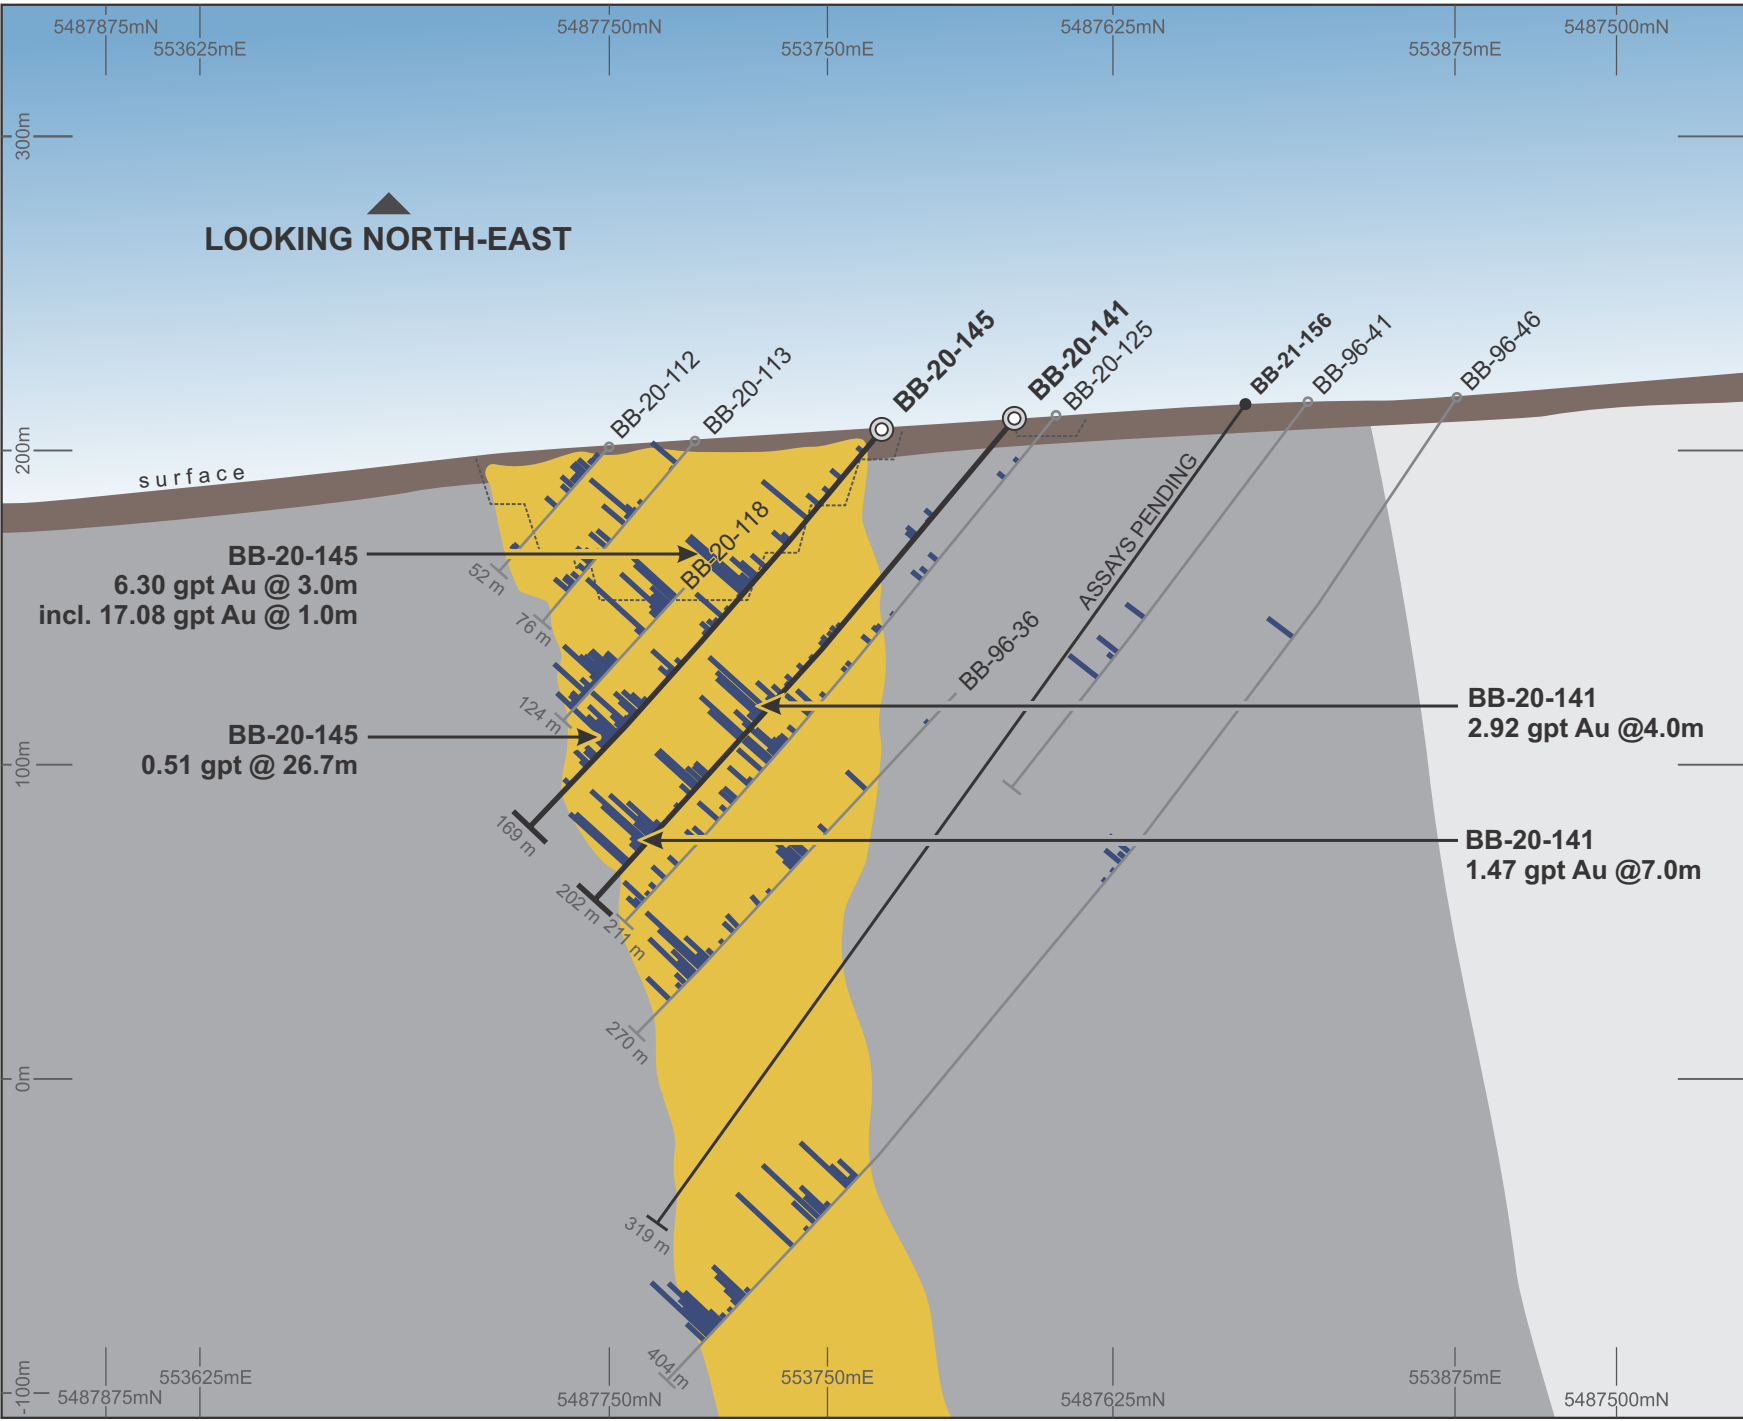 5487875mN
5487750mN
5487625mN
5487500mN
553625mE
553750mE
553875mE
300m
LOOKING NORTH-EAST
BB-20-145
BB-20-141
BB-20-125
BB-21-156
BB-96-41
BB-96-46
BB-20-112
BB-20-113
200m
surface
ASSAYS PENDING
BB-20-118
BB-20-145
6.30 gpt Au @ 3.0m
incl. 17.08 gpt Au @ 1.0m
52 m
76 m
BB-96-36
124 m
BB-20-141
2.92 gpt Au @4.0m
BB-20-145
0.51 gpt @ 26.7m
100m
169 m
BB-20-141
1.47 gpt Au @7.0m
202 m
211 m
270 m
0m
319 m
404 m
-100m
553625mE
553750mE
553875mE
5487875mN
5487750mN
5487625mN
5487500mN